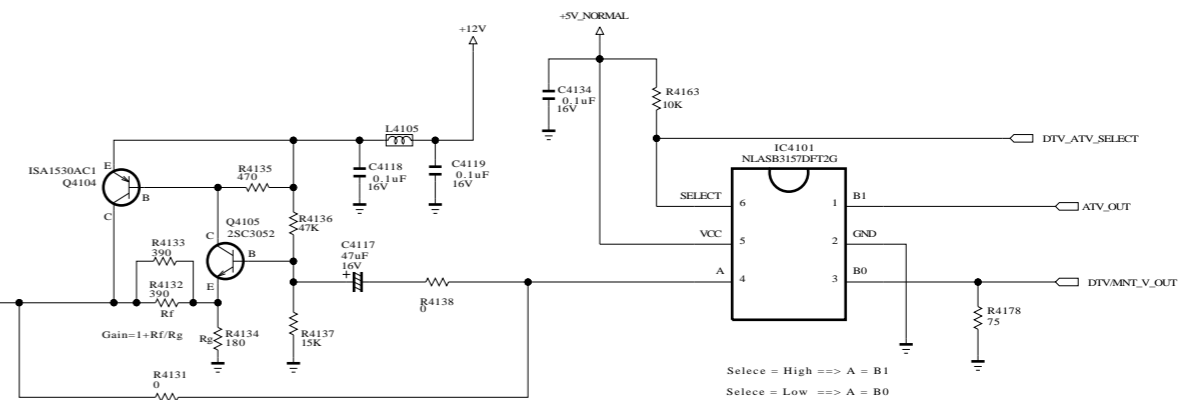 +12V
+5V_NORMAL
C4134
0.1uF
16V
R4163
10K
L4105
DTV_ATV_SELECT
IC4101
NLASB3157DFT2G
E
ISA1530AC1
Q4104
B
C
R4135
470
C4118
0.1uF
16V
C4119
0.1uF
16V
SELECT
6
1
B1
ATV_OUT
R4136
47K
Q4105
2SC3052
C
B
E
C4117
47uF
16V
+
VCC
5
2
GND
R4133
390
R4132
390
Rf
A
4
3
B0
DTV/MNT_V_OUT
R4138
0
R4178
75
Gain=1+Rf/Rg
Rg
R4134
180
R4137
15K
R4131
0
Selece = High ==> A = B1
Selece = Low ==> A = B0